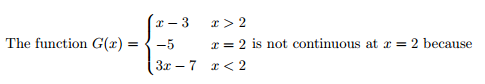 x − 3   x > 2
The function G(x) = { −5   x = 2 is not continuous at x = 2 because
3x − 7   x < 2